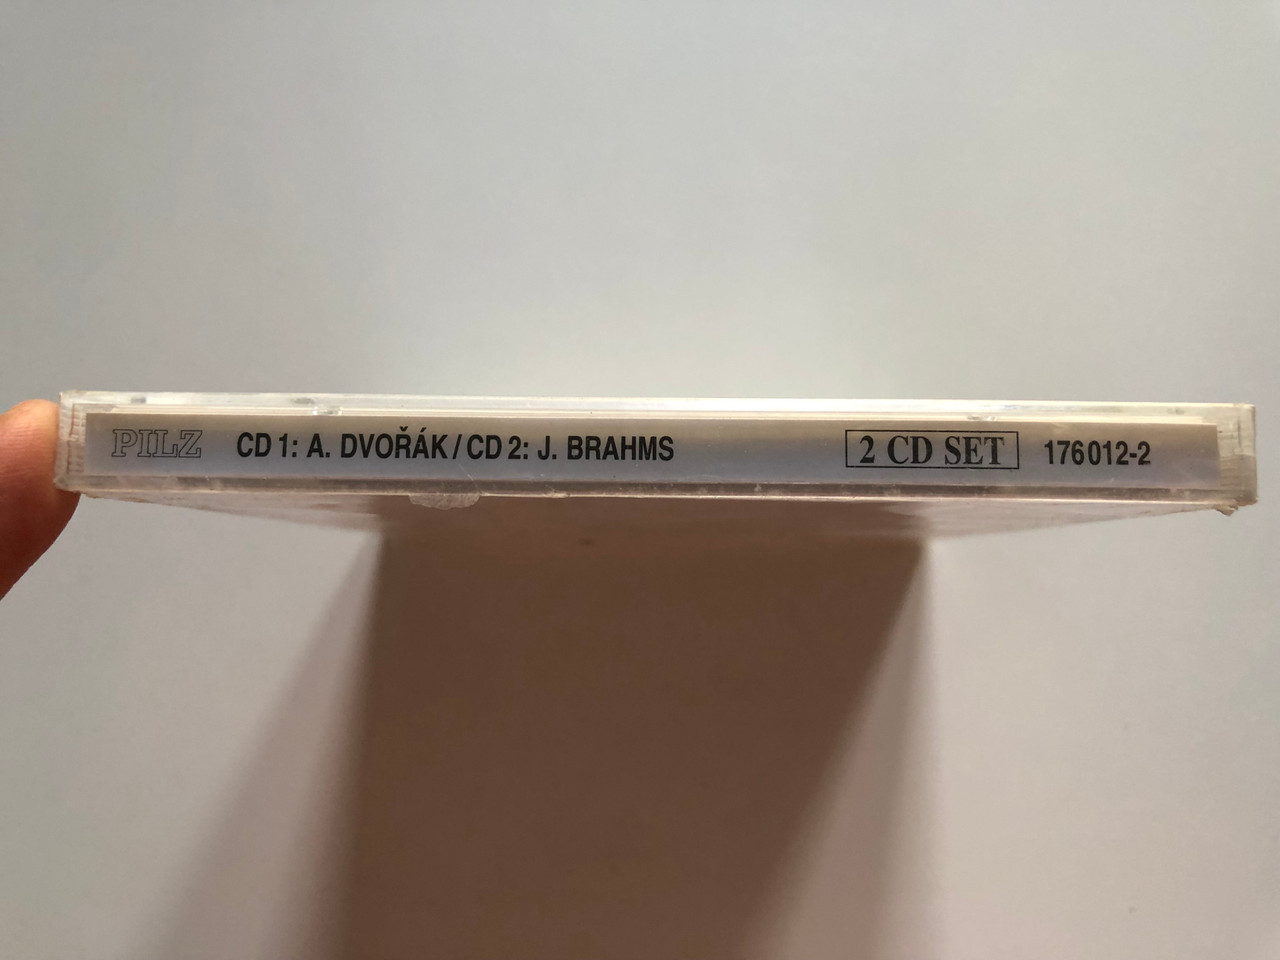 PILZ CD 1: A. DVOŘÁK / CD 2: J. BRAHMS 2 CD SET 176012-2